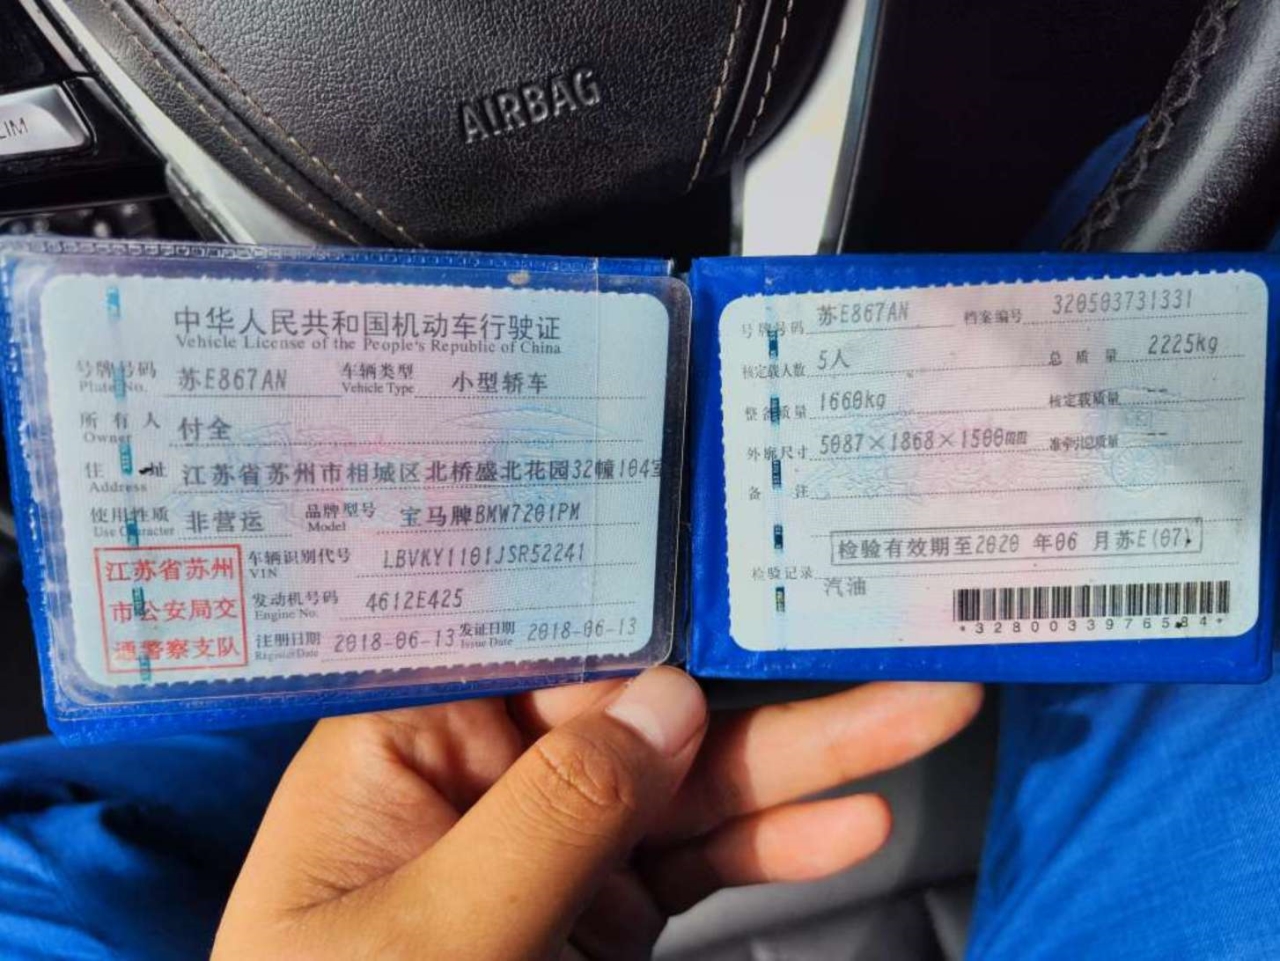 AIRBAG
LIM
中华人民共和国机动车行驶证
Vehicle License of the People's Republic of China
号牌号码 苏E867AN 车辆类型 小型轿车
Plate No. Vehicle Type
所有人 付全
Owner
住 址 江苏省苏州市相城区北桥盛北花园32幢104室
Address
使用性质 非营运 品牌型号 宝马牌BMW7201PM
Use Character Model
江苏省苏州
市公安局交
通警察支队
车辆识别代号 LBVKY1101JSR52241
VIN
发动机号码 4612E425
Engine No.
注册日期 2018-06-13 发证日期 2018-06-13
Register Date Issue Date
号牌号码 苏E867AN 档案编号 320503731331
核定载人数 5人 总质量 2225kg
整备质量 1660kg 核定载质量 --
外廓尺寸 5087×1868×1500mm 准牵引总质量 --
备 注
检验有效期至2020 年06 月苏E(07)
检验记录
汽油
*3280033976584*